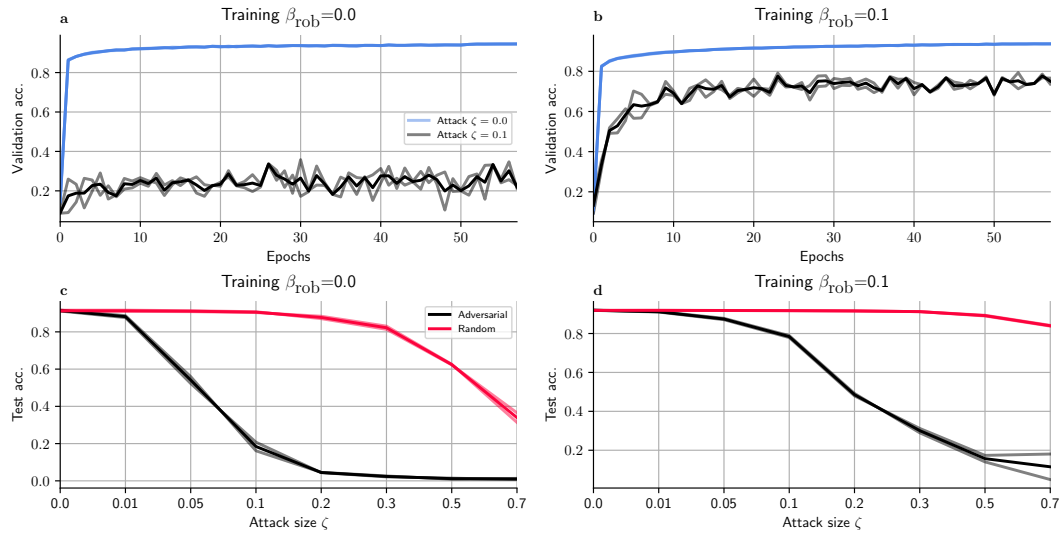 a
Training β_rob=0.0
Validation acc.
0.8
0.6
0.4
0.2
Attack ζ = 0.0
Attack ζ = 0.1
0
10
20
30
40
50
Epochs
b
Training β_rob=0.1
Validation acc.
0.8
0.6
0.4
0.2
0
10
20
30
40
50
Epochs
c
Training β_rob=0.0
Test acc.
0.8
0.6
0.4
0.2
0.0
Adversarial
Random
0.0
0.01
0.05
0.1
0.2
0.3
0.5
0.7
Attack size ζ
d
Training β_rob=0.1
Test acc.
0.8
0.6
0.4
0.2
0.0
0.01
0.05
0.1
0.2
0.3
0.5
0.7
Attack size ζ